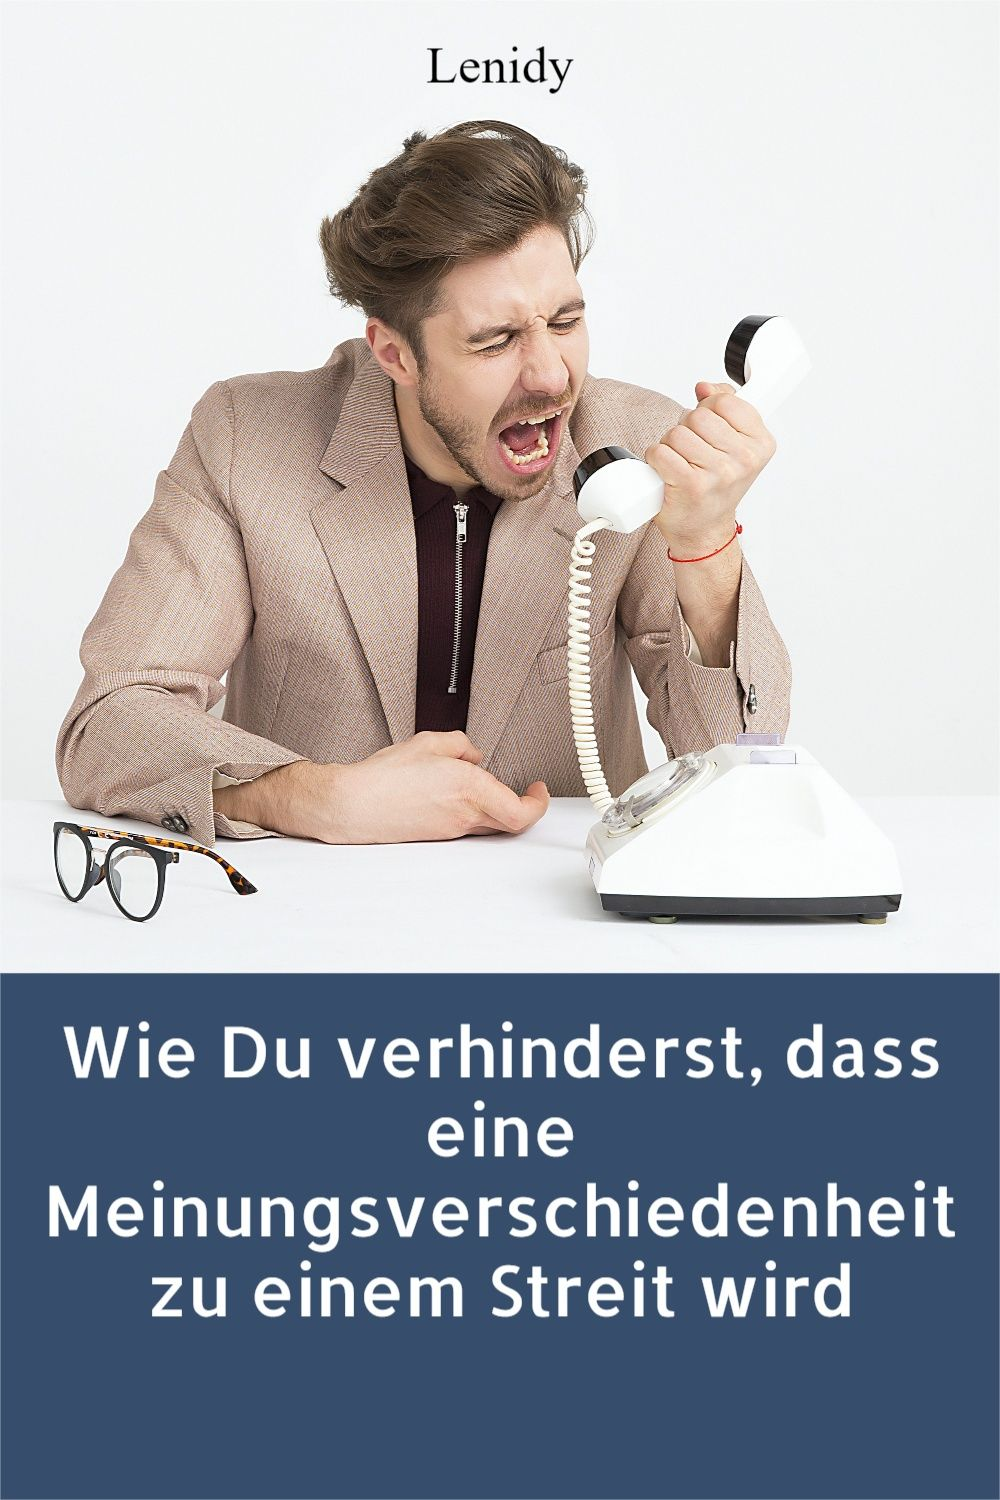 Lenidy
Wie Du verhinderst, dass
eine
Meinungsverschiedenheit
zu einem Streit wird